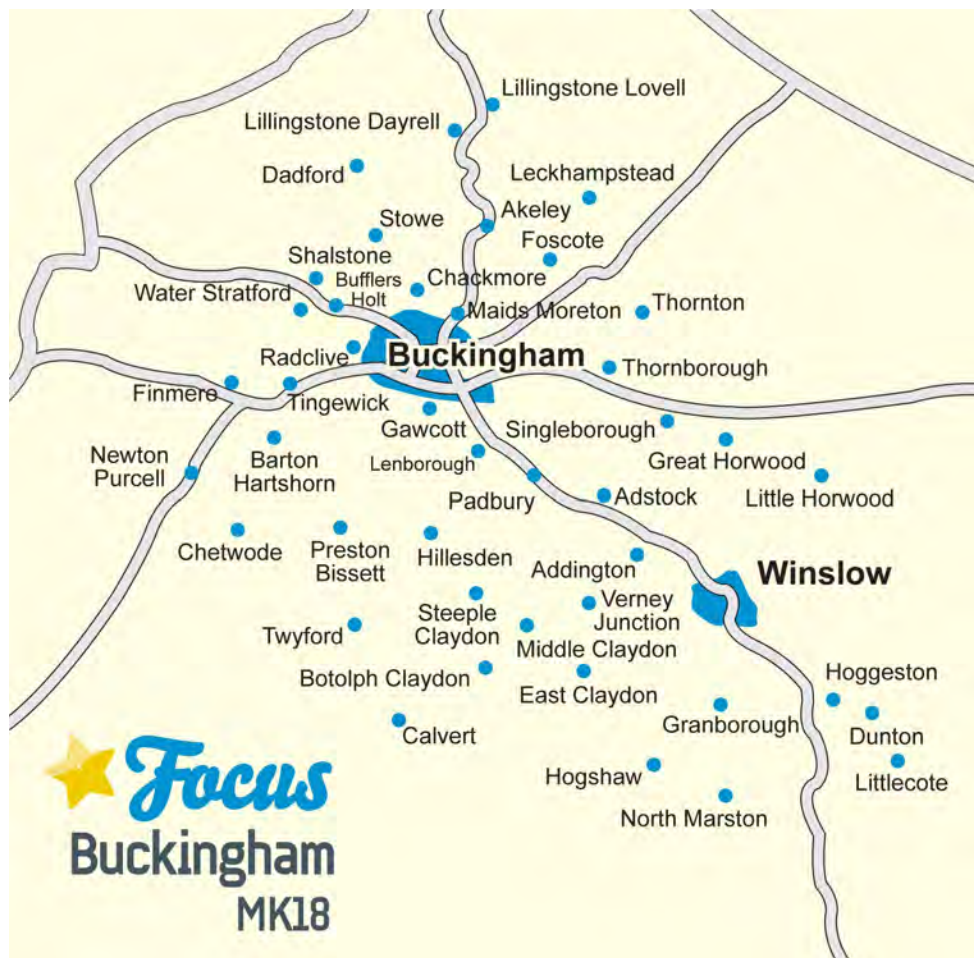 Lillingstone Lovell
Lillingstone Dayrell
Dadford
Leckhampstead
Stowe
Akeley
Foscote
Shalstone
Bufflers
Holt
Chackmore
Water Stratford
Maids Moreton
Thornton
Radclive
Buckingham
Thornborough
Finmere
Tingewick
Gawcott
Singleborough
Newton
Purcell
Barton
Hartshorn
Lenborough
Great Horwood
Padbury
Adstock
Little Horwood
Chetwode
Preston
Bissett
Hillesden
Addington
Winslow
Steeple
Claydon
Verney
Junction
Twyford
Middle Claydon
Botolph Claydon
East Claydon
Hoggeston
Calvert
Granborough
Dunton
Hogshaw
Littlecote
North Marston
Focus
Buckingham
MK18